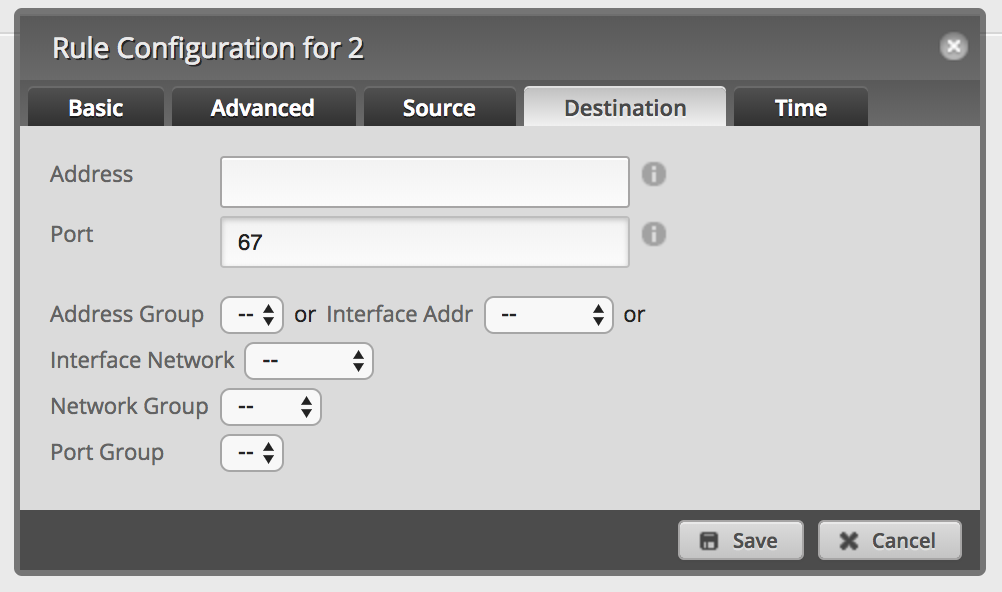 Rule Configuration for 2
Basic Advanced Source Destination Time
Address
Port 67
Address Group -- or Interface Addr -- or
Interface Network --
Network Group --
Port Group --
Save Cancel